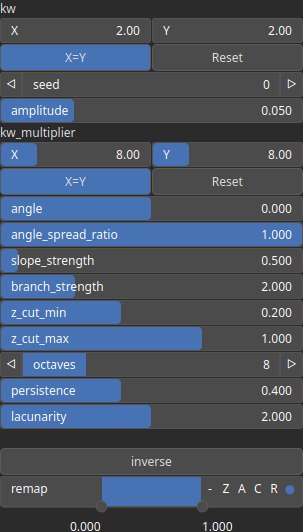 kw
X 2.00 Y 2.00
X=Y Reset
seed 0
amplitude 0.050
kw_multiplier
X 8.00 Y 8.00
X=Y Reset
angle 0.000
angle_spread_ratio 1.000
slope_strength 0.500
branch_strength 2.000
z_cut_min 0.200
z_cut_max 1.000
octaves 8
persistence 0.400
lacunarity 2.000
inverse
remap - Z A C R
0.000 1.000